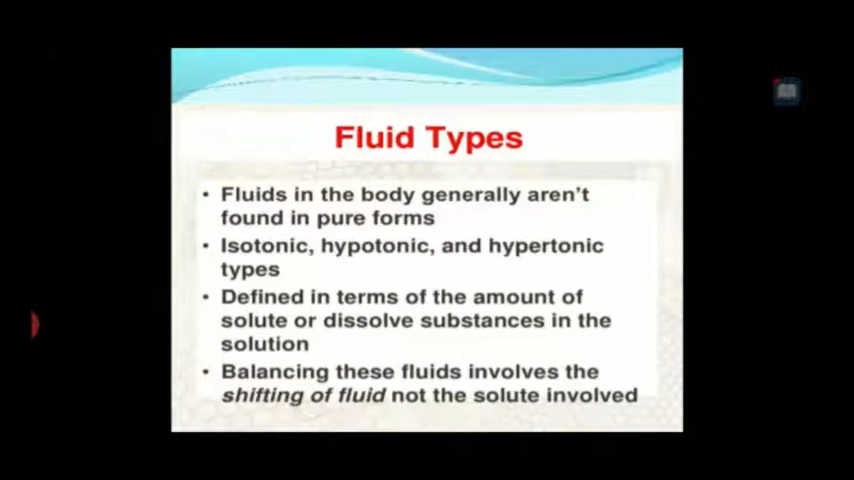 Fluid Types
• Fluids in the body generally aren't
found in pure forms
• Isotonic, hypotonic, and hypertonic
types
• Defined in terms of the amount of
solute or dissolve substances in the
solution
• Balancing these fluids involves the
shifting of fluid not the solute involved